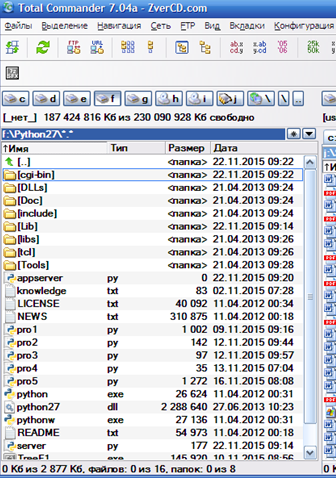 Total Commander 7.04a - ZverCD.com
Файлы Выделение Навигация Сеть FTP Вид Вкладки Конфигурация
c d e f g h i j \ \ ..
[_нет_] 187 424 816 Кб из 230 090 928 Кб свободно
f:\Python27\*.*
↑Имя Тип Размер Дата
[..] <папка> 22.11.2015 09:22
[cgi-bin] <папка> 22.11.2015 09:22
[DLLs] <папка> 21.04.2013 09:24
[Doc] <папка> 21.04.2013 09:24
[include] <папка> 21.04.2013 09:24
[Lib] <папка> 22.11.2015 09:14
[libs] <папка> 21.04.2013 09:26
[tcl] <папка> 21.04.2013 09:26
[Tools] <папка> 21.04.2013 09:28
appserver py 0 22.11.2015 09:20
knowledge txt 83 02.11.2015 07:28
LICENSE txt 40 092 11.04.2012 00:34
NEWS txt 310 875 11.04.2012 00:18
pro1 py 1 002 09.11.2015 09:16
pro2 py 142 12.11.2015 09:44
pro3 py 97 12.11.2015 09:57
pro4 py 35 13.11.2015 07:04
pro5 py 1 272 16.11.2015 08:08
python exe 26 624 11.04.2012 00:31
python27 dll 2 288 640 27.06.2013 10:23
pythonw exe 27 136 11.04.2012 00:31
README txt 54 973 11.04.2012 00:18
server py 177 22.11.2015 09:14
TreeE1 exe 145 920 10.11.2015 08:56
0 Кб из 2 877 Кб, файлов: 0 из 16, папок: 0 из 8